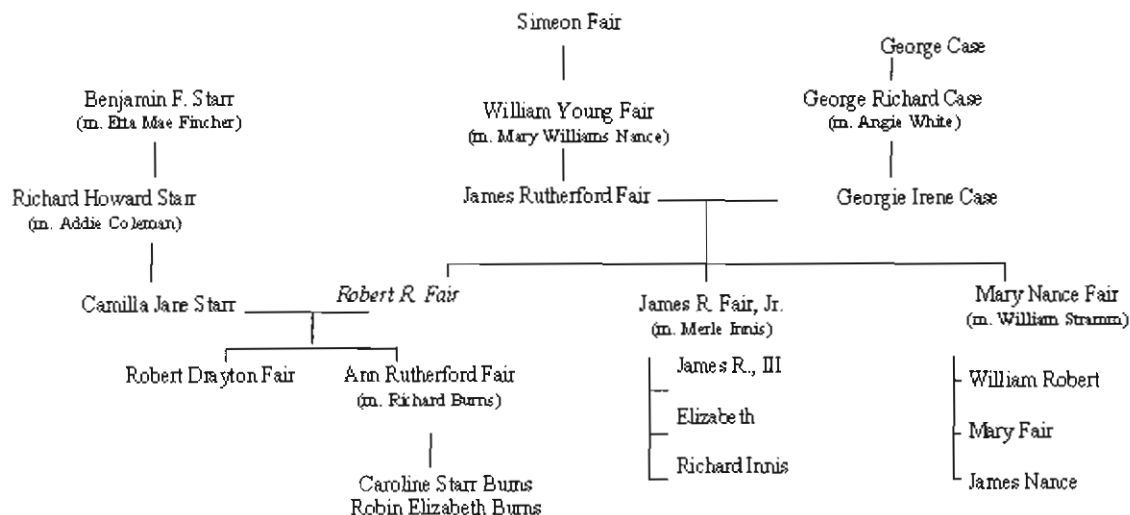 Simeon Fair
George Case
Benjamin F. Starr
(m. Etta Mae Fincher)
William Young Fair
(m. Mary Williams Nance)
George Richard Case
(m. Angie White)
Richard Howard Starr
(m. Addie Coleman)
James Rutherford Fair
Georgie Irene Case
Camilla Jane Starr
Robert R. Fair
James R. Fair, Jr.
(m. Merle Innis)
Mary Nance Fair
(m. William Stramm)
Robert Drayton Fair
Ann Rutherford Fair
(m. Richard Burns)
James R., III
Elizabeth
Richard Innis
William Robert
Mary Fair
James Nance
Caroline Starr Burns
Robin Elizabeth Burns